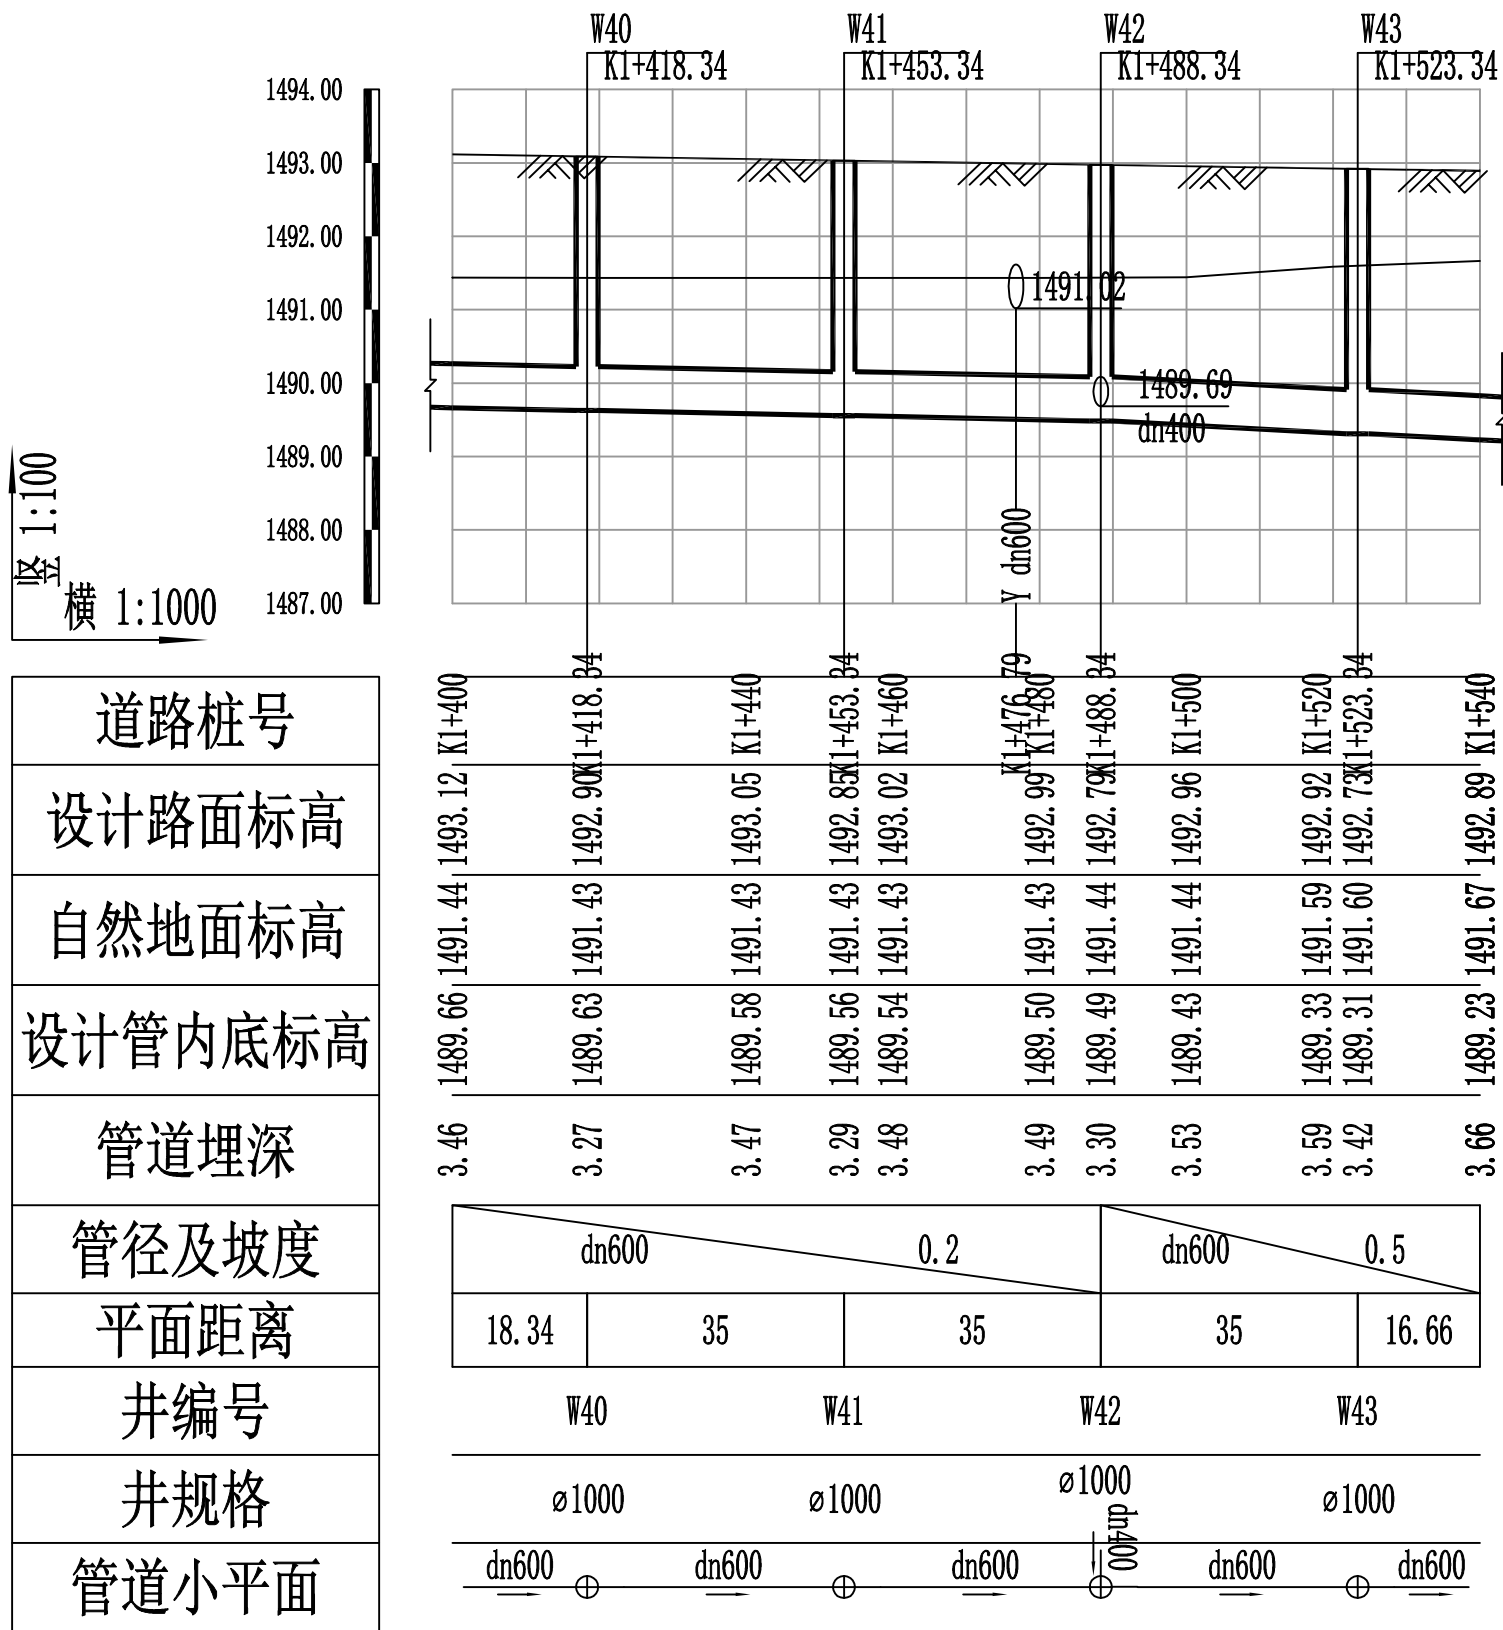 W40 W41 W42 W43
K1+418.34 K1+453.34 K1+488.34 K1+523.34
1494.00
1493.00
1492.00
1491.00
1490.00
1489.00
1488.00
1487.00
1491.02
1489.69
dn400
Y dn600
竖 1:100
横 1:1000
道路桩号 K1+400 K1+418.34 K1+440 K1+453.34 K1+460 K1+476.79 K1+480 K1+488.34 K1+500 K1+520 K1+523.34 K1+540
设计路面标高 1493.12 1492.90 1493.05 1492.85 1493.02 1492.99 1492.79 1492.96 1492.92 1492.73 1492.89
自然地面标高 1491.44 1491.43 1491.43 1491.43 1491.43 1491.43 1491.44 1491.44 1491.59 1491.60 1491.67
设计管内底标高 1489.66 1489.63 1489.58 1489.56 1489.54 1489.50 1489.49 1489.43 1489.33 1489.31 1489.23
管道埋深 3.46 3.27 3.47 3.29 3.48 3.49 3.30 3.53 3.59 3.42 3.66
管径及坡度 dn600 0.2 dn600 0.5
平面距离 18.34 35 35 35 16.66
井编号 W40 W41 W42 W43
井规格 ⌀1000 ⌀1000 ⌀1000 ⌀1000
管道小平面 dn600 dn600 dn600 dn400 dn600 dn600